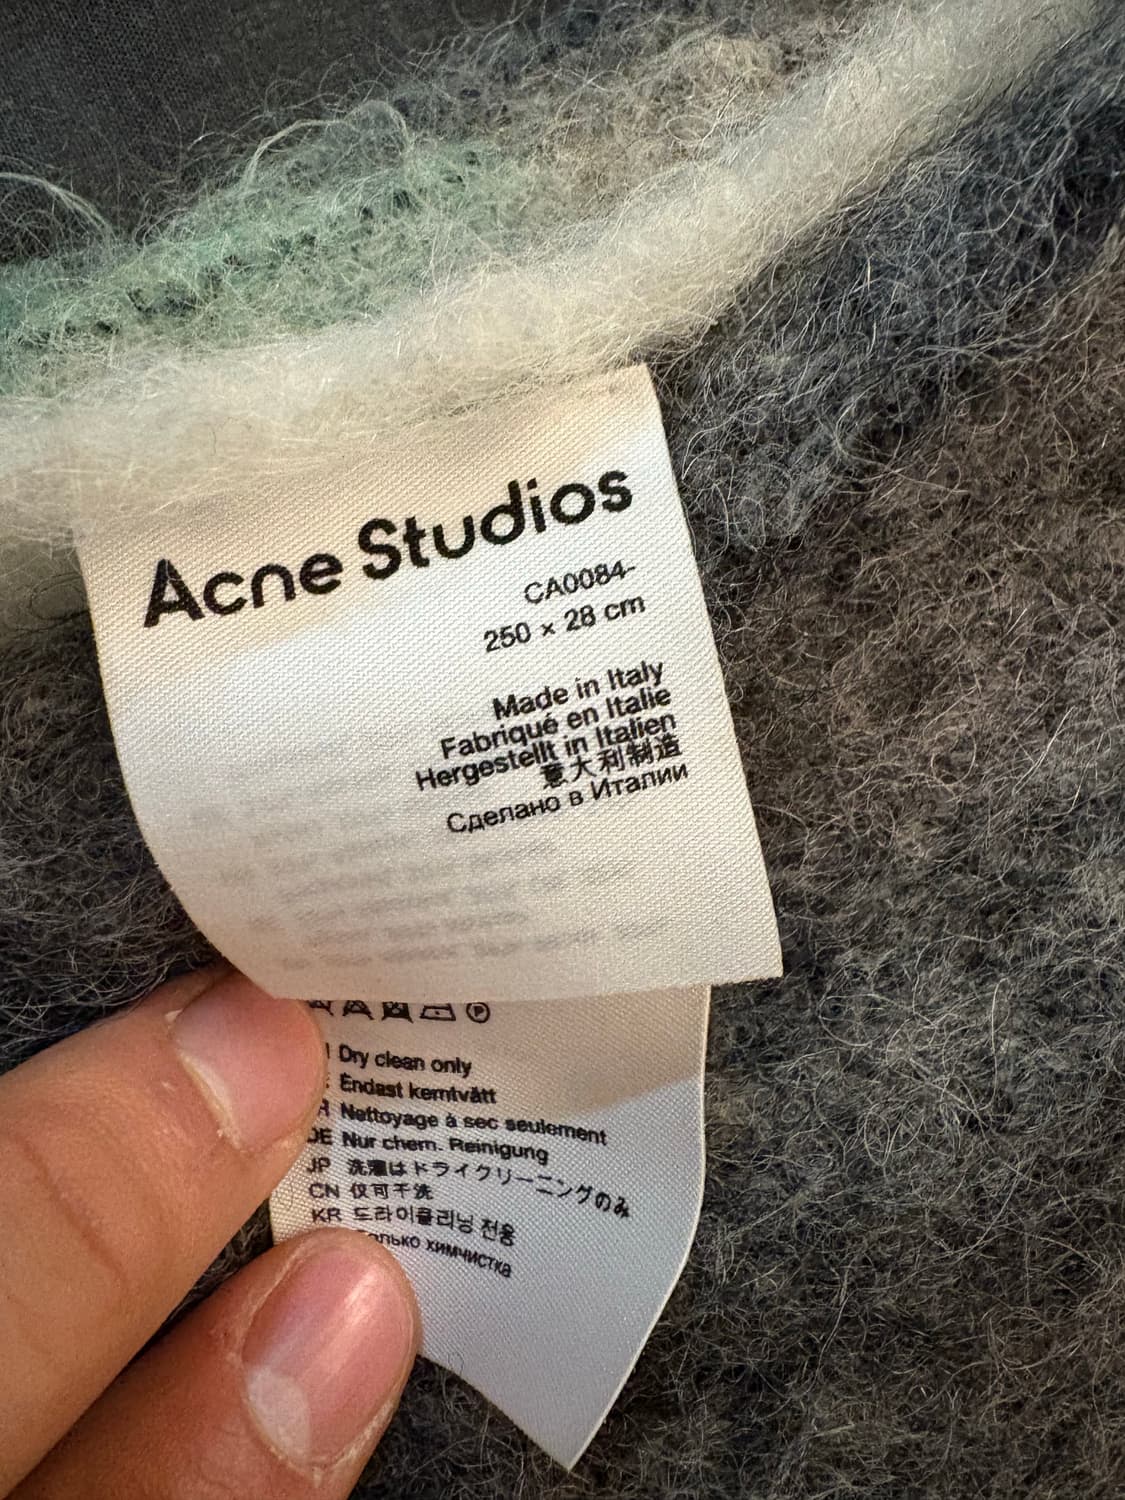 Acne Studios
CA0084-
250 × 28 cm
Made in Italy
Fabriqué en Italie
Hergestellt in Italien
意大利制造
Сделано в Италии
Dry clean only
Endast kemtvätt
Nettoyage à sec seulement
DE Nur chem. Reinigung
JP 洗濯はドライクリーニングのみ
CN 仅可干洗
KR 드라이클리닝 전용
химчистка